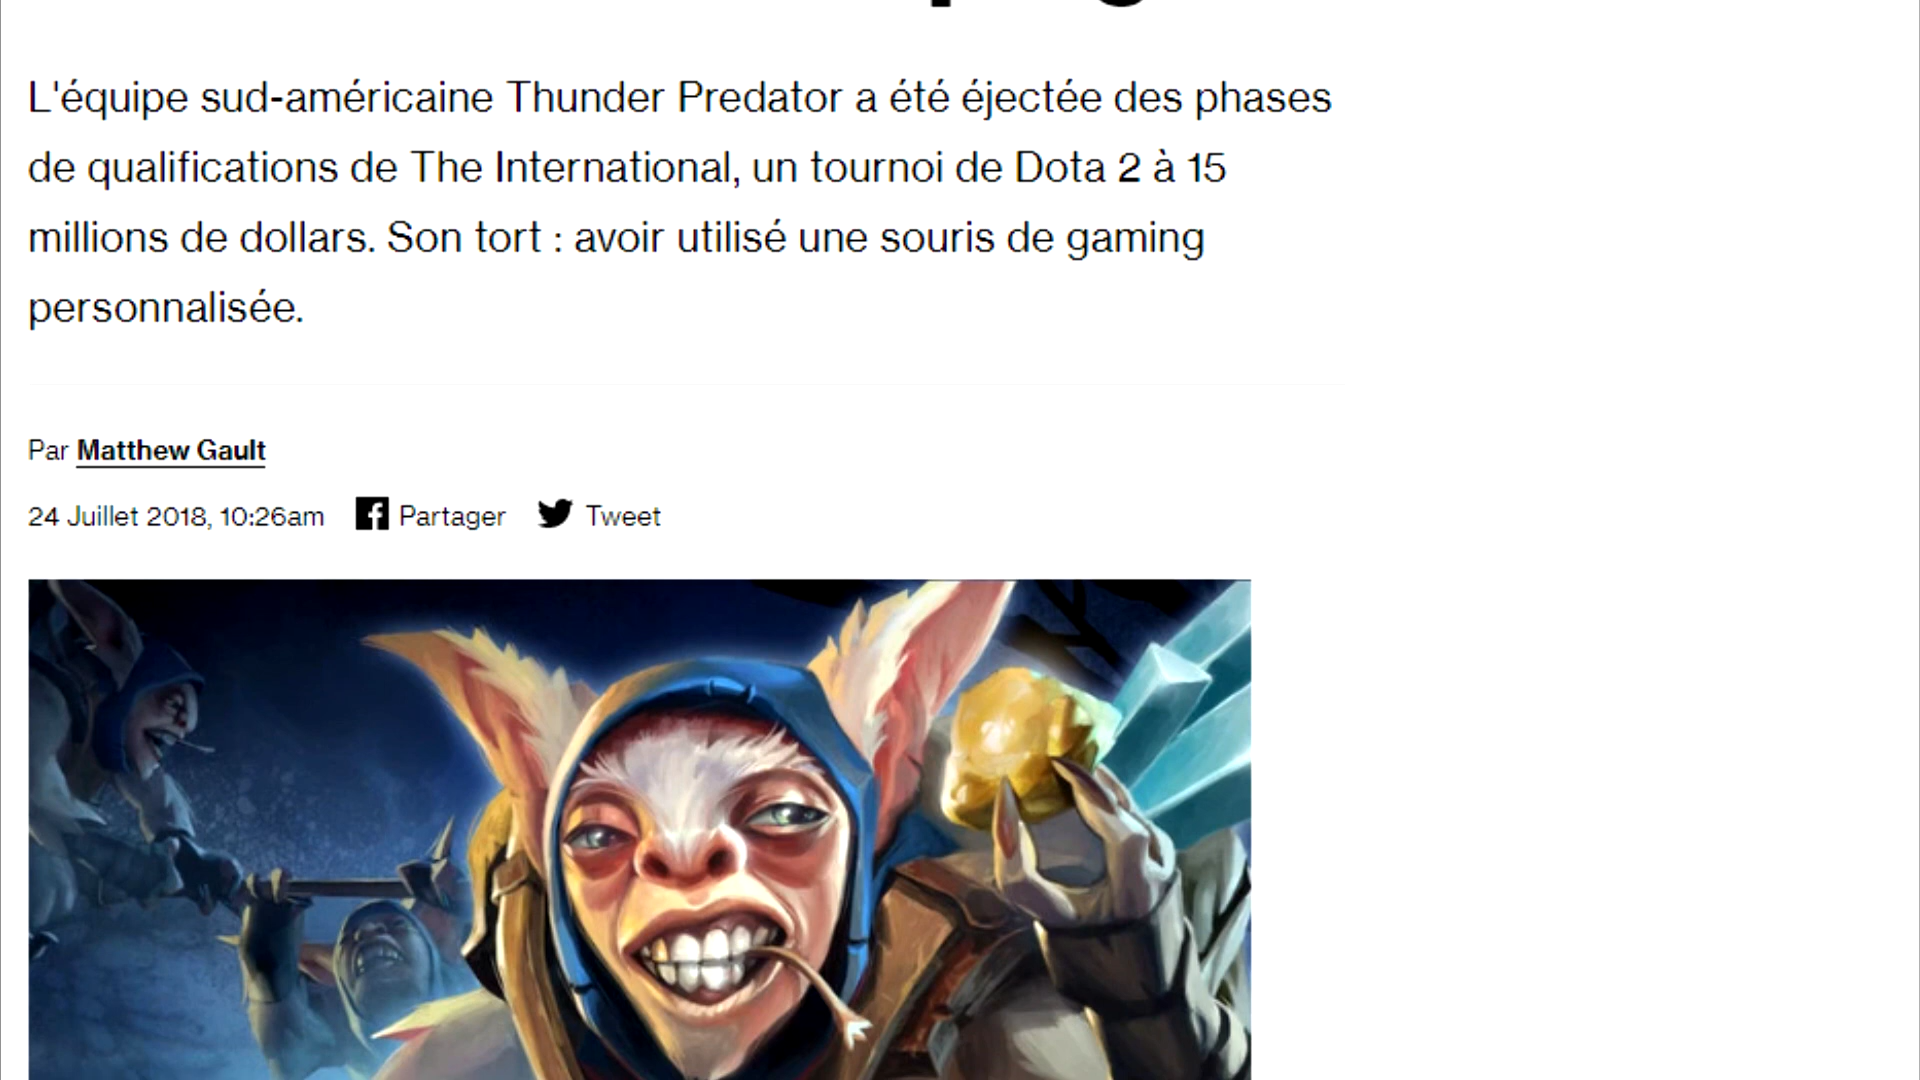 L'équipe sud-américaine Thunder Predator a été éjectée des phases
de qualifications de The International, un tournoi de Dota 2 à 15
millions de dollars. Son tort : avoir utilisé une souris de gaming
personnalisée.
Par Matthew Gault
24 Juillet 2018, 10:26am Partager Tweet